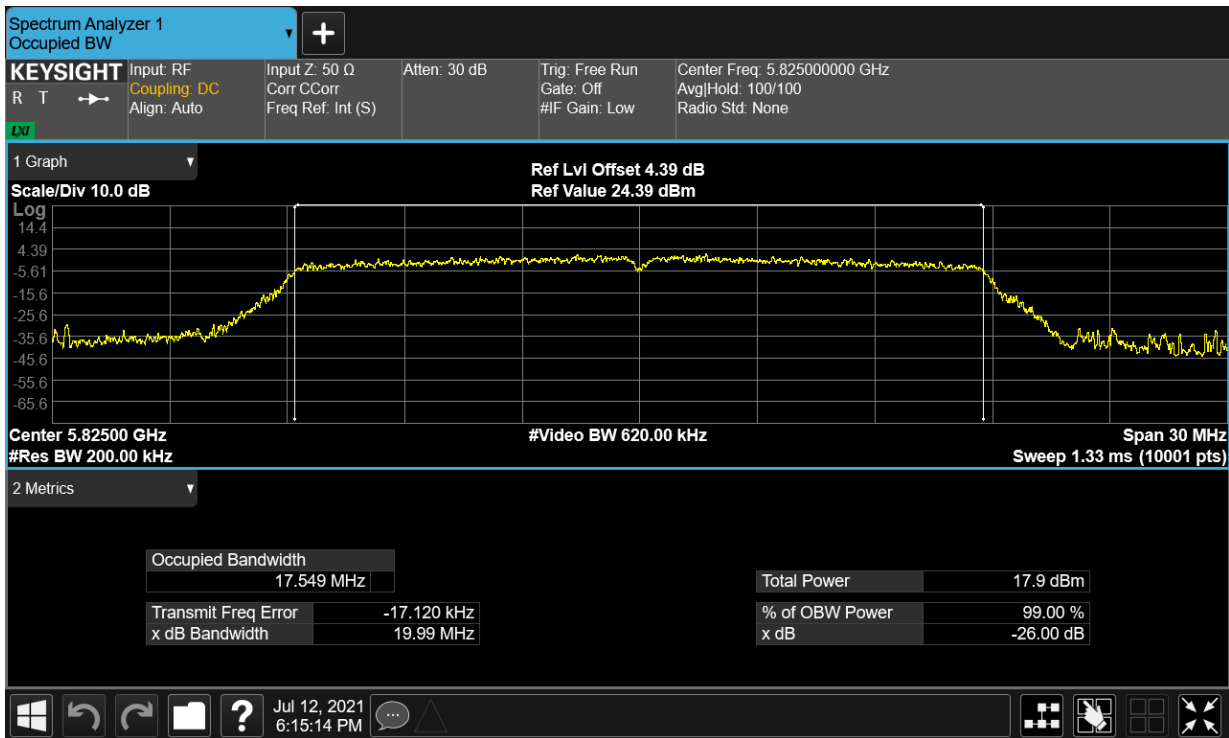 Spectrum Analyzer 1
Occupied BW
+
KEYSIGHT
R T
LXI
Input: RF
Coupling: DC
Align: Auto
Input Z: 50 Ω
Corr CCorr
Freq Ref: Int (S)
Atten: 30 dB
Trig: Free Run
Gate: Off
#IF Gain: Low
Center Freq: 5.825000000 GHz
Avg|Hold: 100/100
Radio Std: None
1 Graph
Scale/Div 10.0 dB
Ref Lvl Offset 4.39 dB
Ref Value 24.39 dBm
Log
14.4
4.39
-5.61
-15.6
-25.6
-35.6
-45.6
-55.6
-65.6
Center 5.82500 GHz
#Video BW 620.00 kHz
Span 30 MHz
#Res BW 200.00 kHz
Sweep 1.33 ms (10001 pts)
2 Metrics
Occupied Bandwidth
17.549 MHz
Transmit Freq Error -17.120 kHz
x dB Bandwidth 19.99 MHz
Total Power 17.9 dBm
% of OBW Power 99.00 %
x dB -26.00 dB
?
Jul 12, 2021
6:15:14 PM